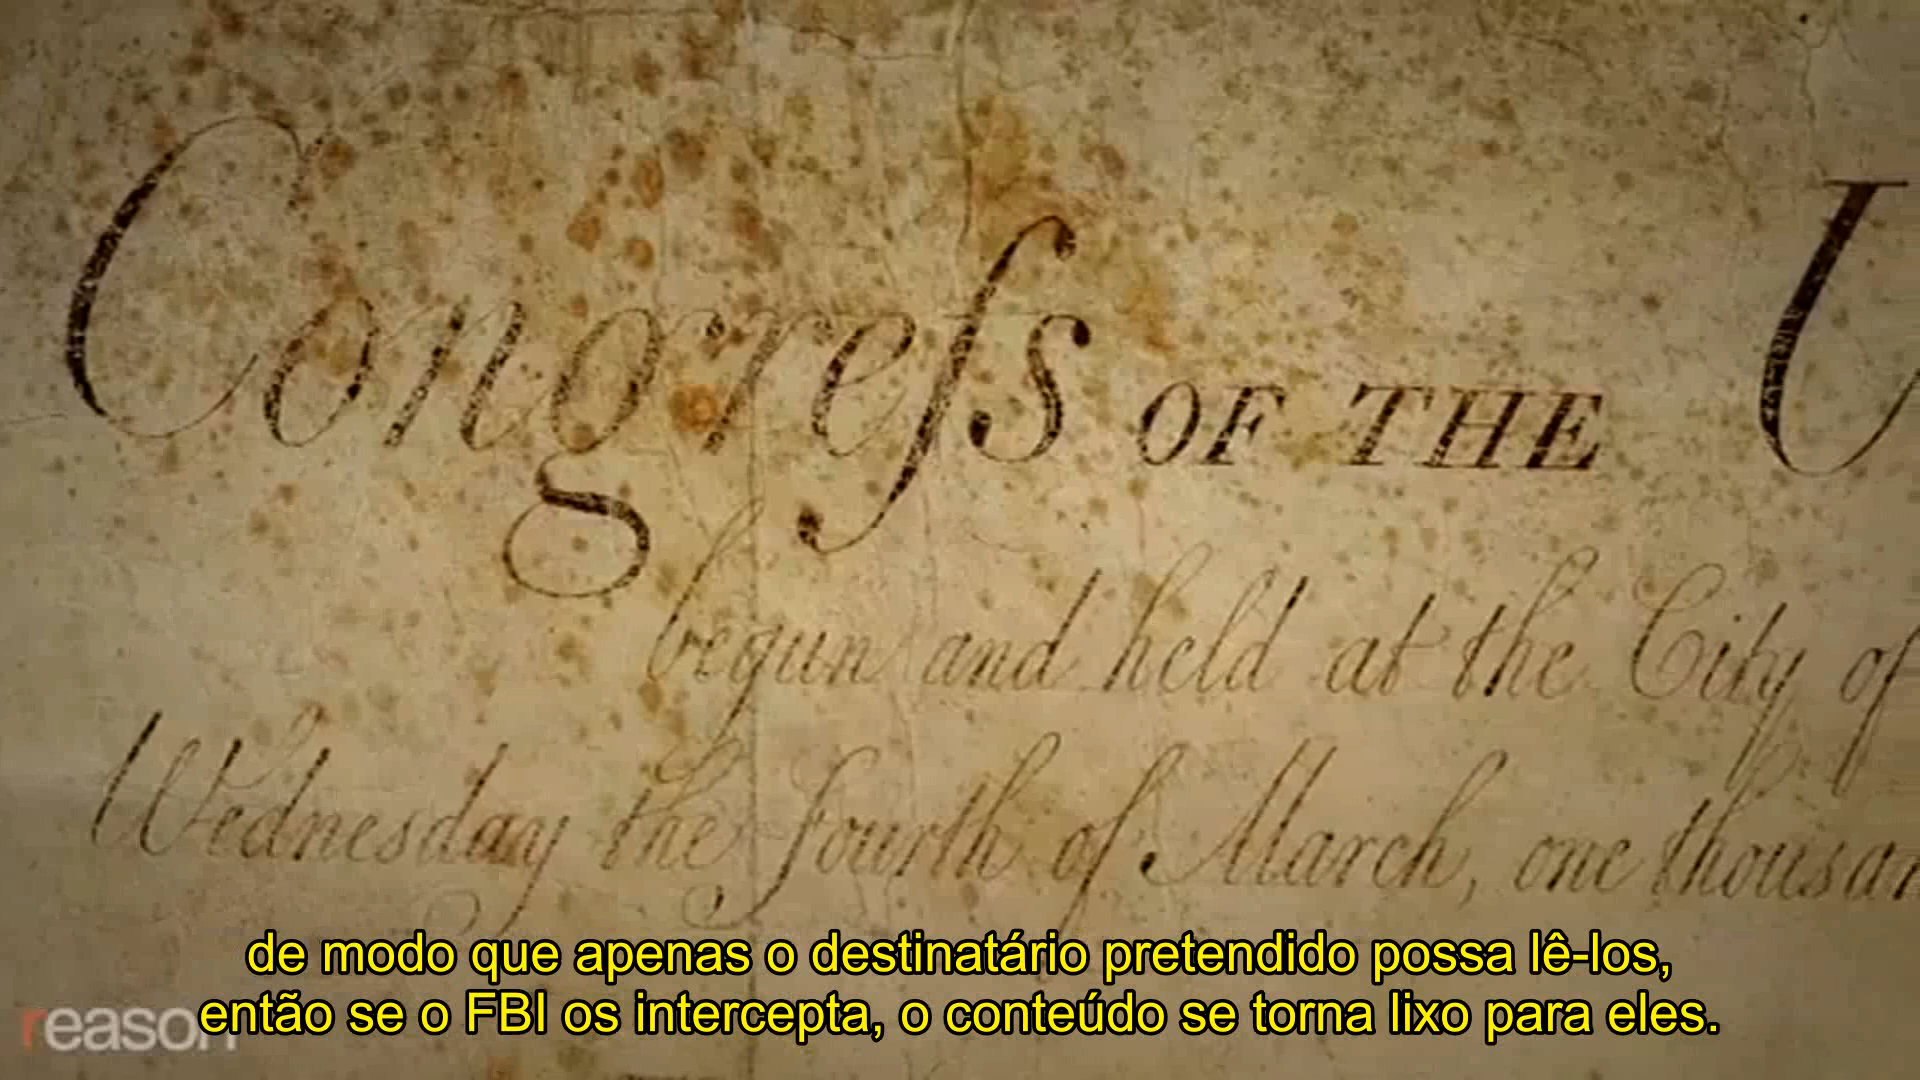 Congreſs OF THE U
begun and held at the City of
Wednesday the fourth of March, one thousan
de modo que apenas o destinatário pretendido possa lê-los,
então se o FBI os intercepta, o conteúdo se torna lixo para eles.
reason